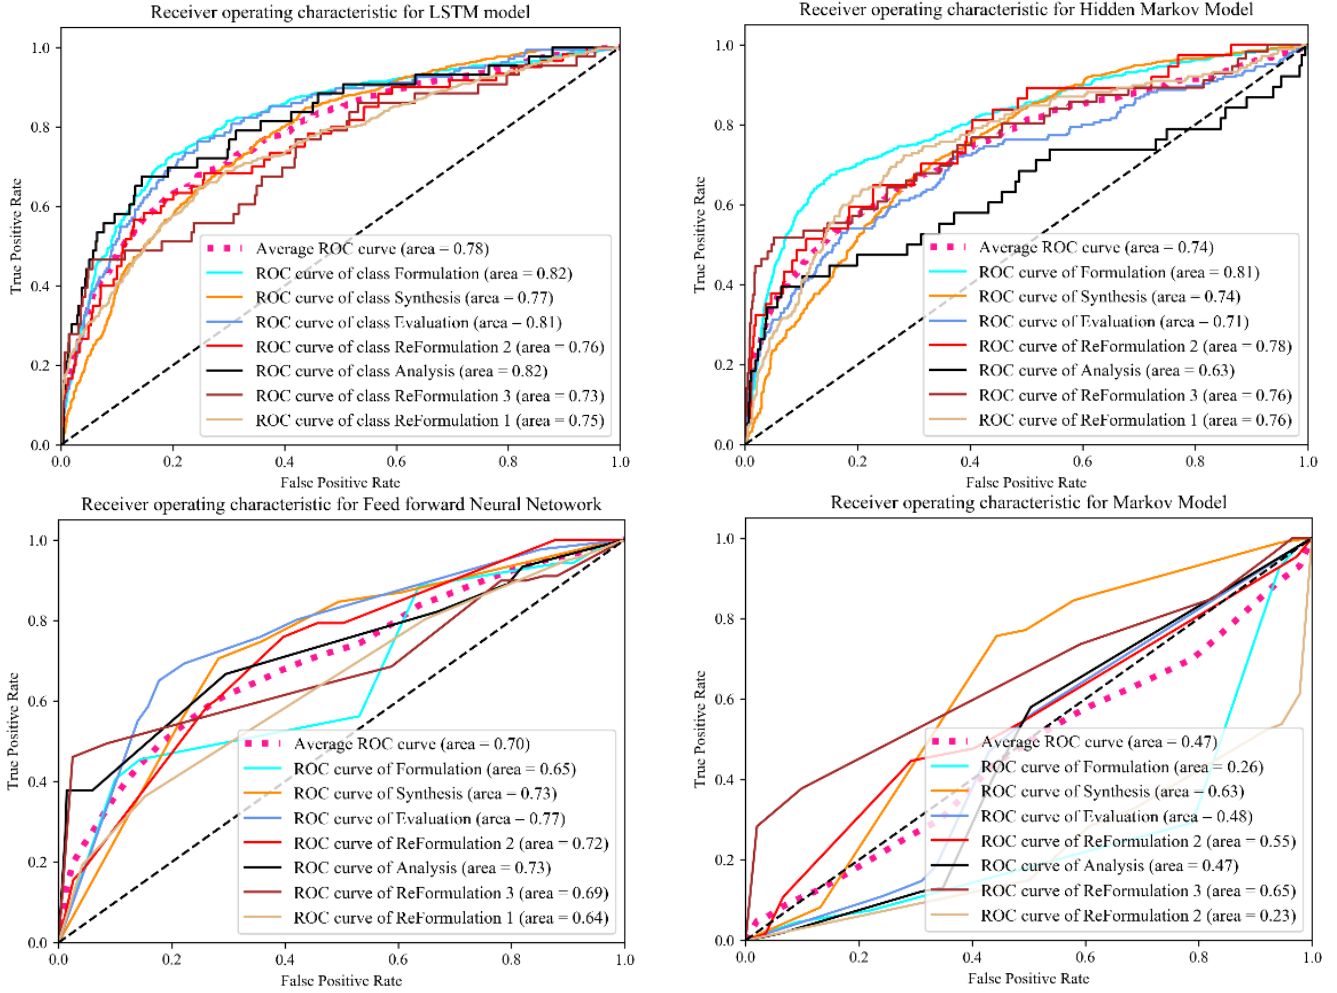 Receiver operating characteristic for LSTM model
1.0
0.8
0.6
0.4
0.2
0.0
True Positive Rate
Average ROC curve (area = 0.78)
ROC curve of class Formulation (area = 0.82)
ROC curve of class Synthesis (area = 0.77)
ROC curve of class Evaluation (area = 0.81)
ROC curve of class ReFormulation 2 (area = 0.76)
ROC curve of class Analysis (area = 0.82)
ROC curve of class ReFormulation 3 (area = 0.73)
ROC curve of class ReFormulation 1 (area = 0.75)
0.0 0.2 0.4 0.6 0.8 1.0
False Positive Rate
Receiver operating characteristic for Hidden Markov Model
1.0
0.8
0.6
0.4
0.2
0.0
True Positive Rate
Average ROC curve (area = 0.74)
ROC curve of Formulation (area = 0.81)
ROC curve of Synthesis (area = 0.74)
ROC curve of Evaluation (area = 0.71)
ROC curve of ReFormulation 2 (area = 0.78)
ROC curve of Analysis (area = 0.63)
ROC curve of ReFormulation 3 (area = 0.76)
ROC curve of ReFormulation 1 (area = 0.76)
0.0 0.2 0.4 0.6 0.8 1.0
False Positive Rate
Receiver operating characteristic for Feed forward Neural Netowork
1.0
0.8
0.6
0.4
0.2
0.0
True Positive Rate
Average ROC curve (area = 0.70)
ROC curve of Formulation (area = 0.65)
ROC curve of Synthesis (area = 0.73)
ROC curve of Evaluation (area = 0.77)
ROC curve of ReFormulation 2 (area = 0.72)
ROC curve of Analysis (area = 0.73)
ROC curve of ReFormulation 3 (area = 0.69)
ROC curve of ReFormulation 1 (area = 0.64)
0.0 0.2 0.4 0.6 0.8 1.0
False Positive Rate
Receiver operating characteristic for Markov Model
1.0
0.8
0.6
0.4
0.2
0.0
True Positive Rate
Average ROC curve (area = 0.47)
ROC curve of Formulation (area = 0.26)
ROC curve of Synthesis (area = 0.63)
ROC curve of Evaluation (area = 0.48)
ROC curve of ReFormulation 2 (area = 0.55)
ROC curve of Analysis (area = 0.47)
ROC curve of ReFormulation 3 (area = 0.65)
ROC curve of ReFormulation 2 (area = 0.23)
0.0 0.2 0.4 0.6 0.8 1.0
False Positive Rate